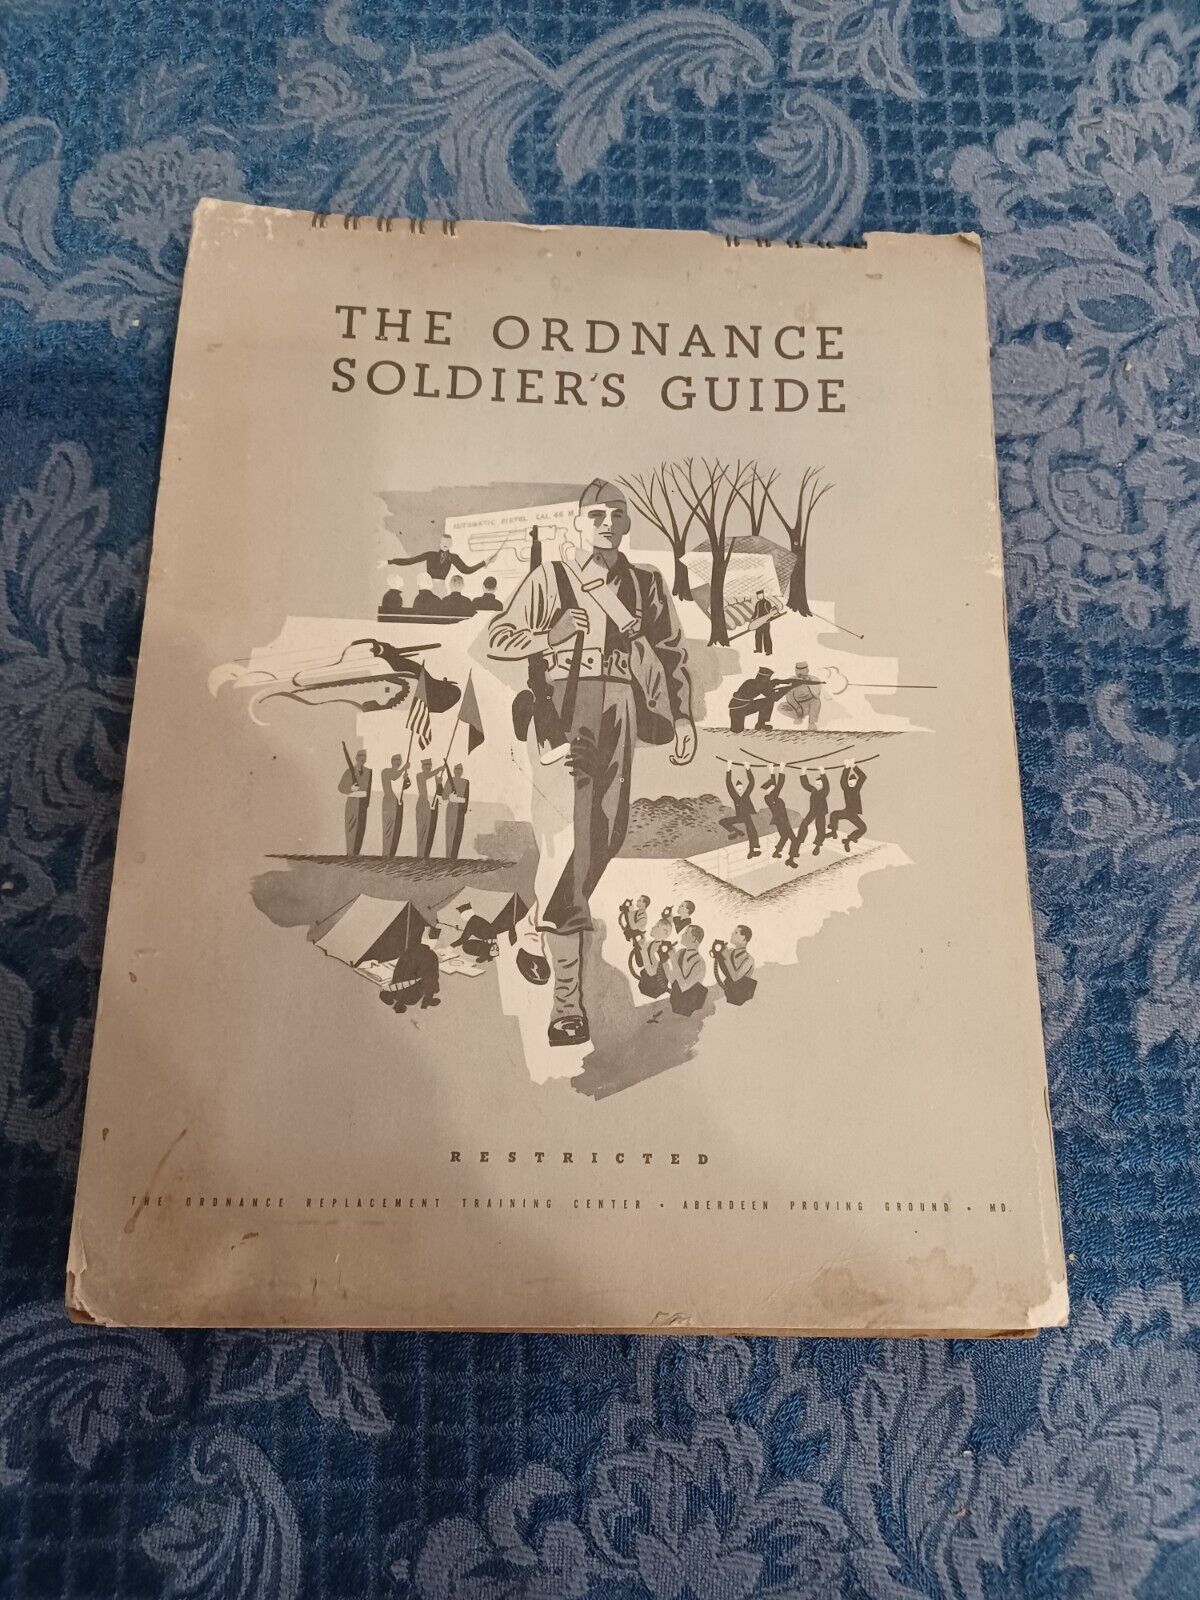 THE ORDNANCE
SOLDIER'S GUIDE
AUTOMATIC PISTOL CAL. 45 M
RESTRICTED
THE ORDNANCE REPLACEMENT TRAINING CENTER • ABERDEEN PROVING GROUND • MD.